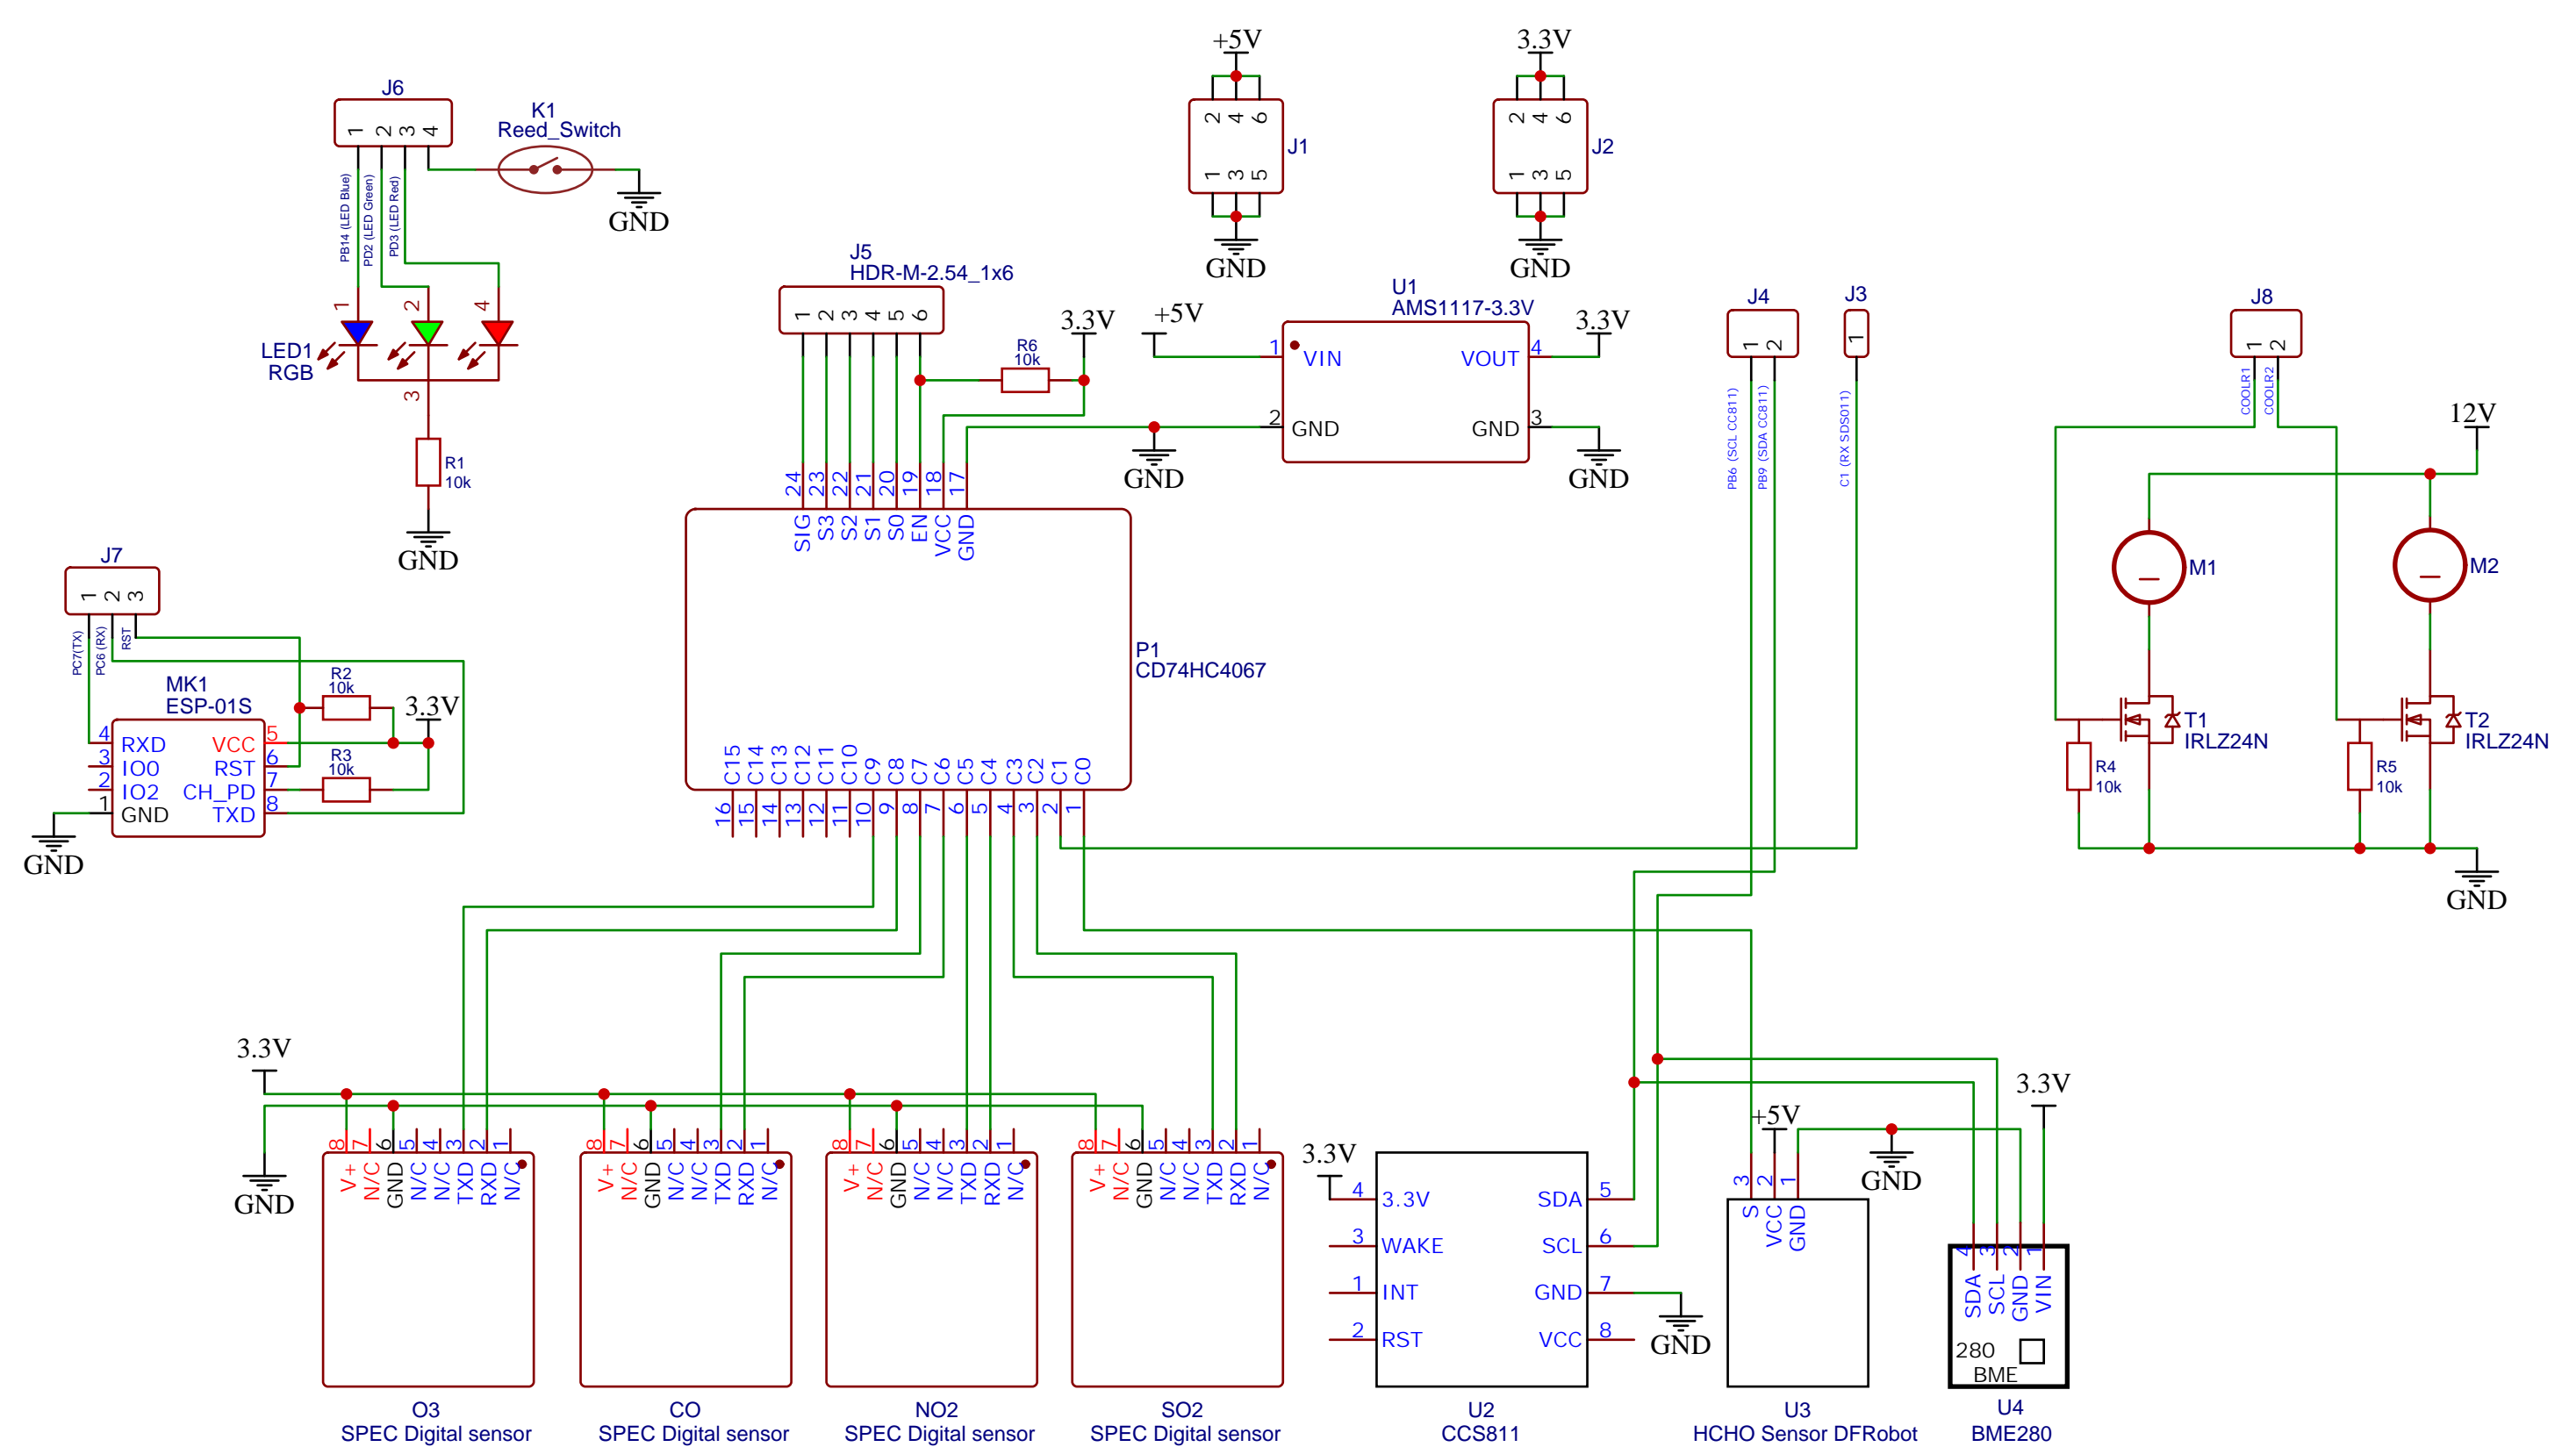 +5V
3.3V
J6
1 2 3 4
K1
Reed_Switch
GND
PB14 (LED Blue)
PD2 (LED Green)
PD3 (LED Red)
1
2
4
LED1
RGB
3
R1
10k
GND
2 4 6
J1
1 3 5
GND
2 4 6
J2
1 3 5
GND
J5
HDR-M-2.54_1x6
1 2 3 4 5 6
R6
10k
3.3V
+5V
U1
AMS1117-3.3V
1 VIN
VOUT 4
3.3V
2 GND
GND 3
GND
GND
J4
1 2
PB6 (SCL CC811)
PB9 (SDA CC811)
J3
1
C1 (RX SDS011)
J8
1 2
COOLR1
COOLR2
12V
M1
M2
T1
IRLZ24N
T2
IRLZ24N
R4
10k
R5
10k
GND
J7
1 2 3
PC7(TX)
PC6 (RX)
RST
MK1
ESP-01S
R2
10k
3.3V
R3
10k
4 RXD
VCC 5
3 IO0
RST 6
2 IO2
CH_PD 7
1 GND
TXD 8
GND
24 23 22 21 20 19 18 17
SIG S3 S2 S1 S0 EN VCC GND
P1
CD74HC4067
C15 C14 C13 C12 C11 C10 C9 C8 C7 C6 C5 C4 C3 C2 C1 C0
16 15 14 13 12 11 10 9 8 7 6 5 4 3 2 1
3.3V
GND
8 7 6 5 4 3 2 1
V+ N/C GND N/C N/C TXD RXD N/C
O3
SPEC Digital sensor
8 7 6 5 4 3 2 1
V+ N/C GND N/C N/C TXD RXD N/C
CO
SPEC Digital sensor
8 7 6 5 4 3 2 1
V+ N/C GND N/C N/C TXD RXD N/C
NO2
SPEC Digital sensor
8 7 6 5 4 3 2 1
V+ N/C GND N/C N/C TXD RXD N/C
SO2
SPEC Digital sensor
3.3V
4 3.3V
SDA 5
3 WAKE
SCL 6
1 INT
GND 7
2 RST
VCC 8
GND
U2
CCS811
+5V
3 2 1
S VCC GND
GND
U3
HCHO Sensor DFRobot
3.3V
4 3 2 1
SDA SCL GND VIN
280
BME
U4
BME280